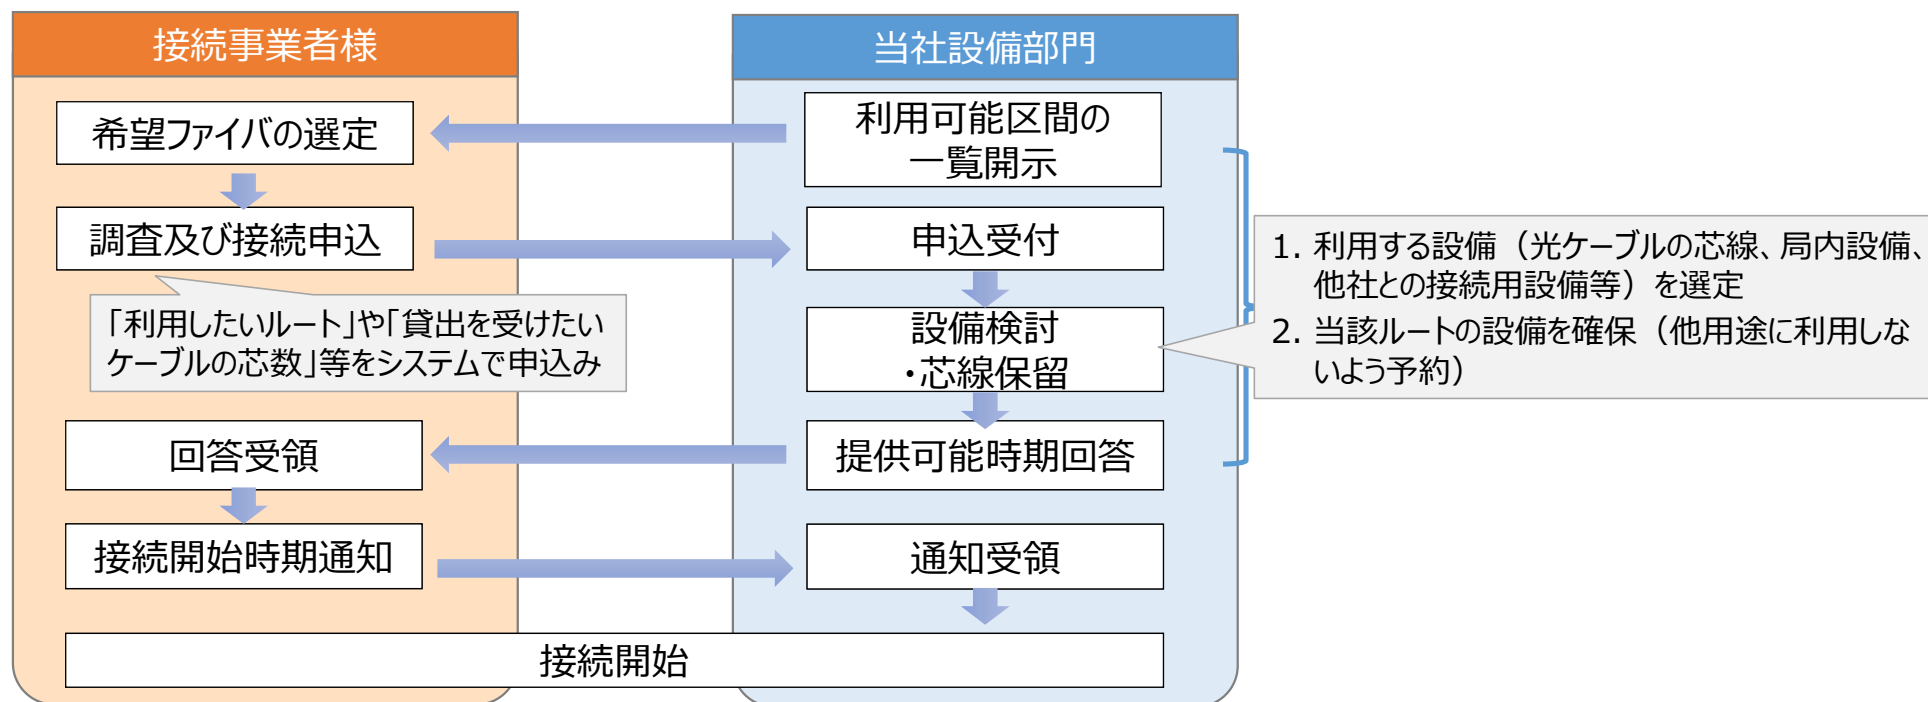 接続事業者様
当社設備部門
希望ファイバの選定
利用可能区間の
一覧開示
調査及び接続申込
申込受付
「利用したいルート」や「貸出を受けたい
ケーブルの芯数」等をシステムで申込み
設備検討
・芯線保留
1. 利用する設備（光ケーブルの芯線、局内設備、
他社との接続用設備等）を選定
2. 当該ルートの設備を確保（他用途に利用しな
いよう予約）
回答受領
提供可能時期回答
接続開始時期通知
通知受領
接続開始